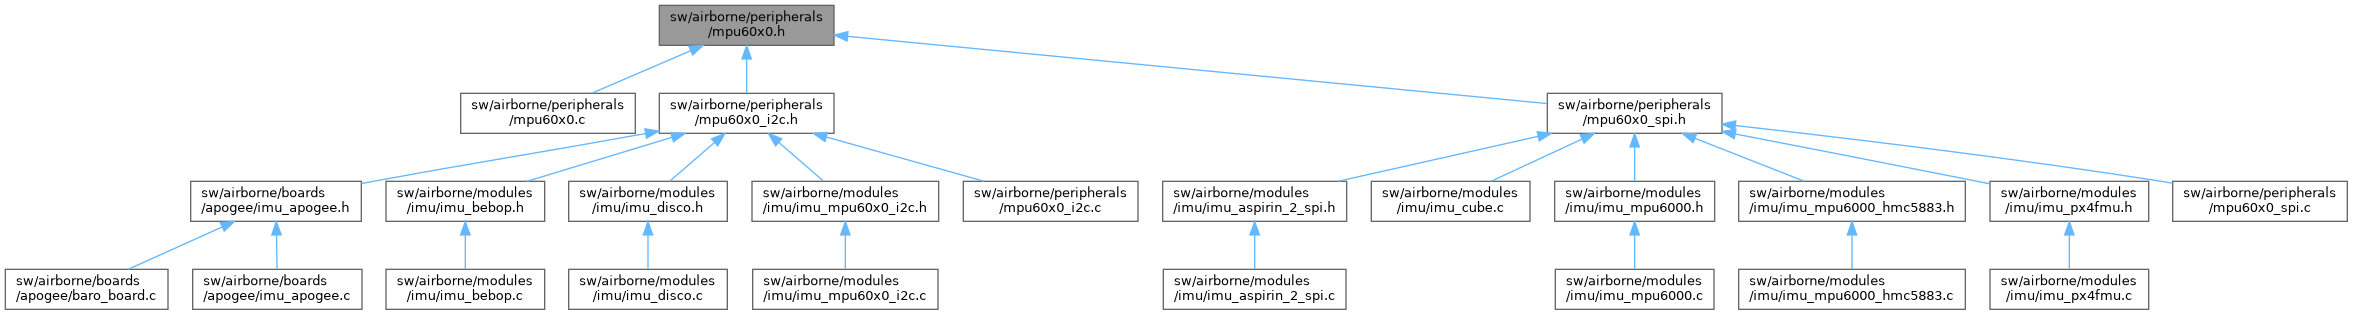 sw/airborne/peripherals
/mpu60x0.h
sw/airborne/peripherals
/mpu60x0.c
sw/airborne/peripherals
/mpu60x0_i2c.h
sw/airborne/peripherals
/mpu60x0_spi.h
sw/airborne/boards
/apogee/imu_apogee.h
sw/airborne/modules
/imu/imu_bebop.h
sw/airborne/modules
/imu/imu_disco.h
sw/airborne/modules
/imu/imu_mpu60x0_i2c.h
sw/airborne/peripherals
/mpu60x0_i2c.c
sw/airborne/modules
/imu/imu_aspirin_2_spi.h
sw/airborne/modules
/imu/imu_cube.c
sw/airborne/modules
/imu/imu_mpu6000.h
sw/airborne/modules
/imu/imu_mpu6000_hmc5883.h
sw/airborne/modules
/imu/imu_px4fmu.h
sw/airborne/peripherals
/mpu60x0_spi.c
sw/airborne/boards
/apogee/baro_board.c
sw/airborne/boards
/apogee/imu_apogee.c
sw/airborne/modules
/imu/imu_bebop.c
sw/airborne/modules
/imu/imu_disco.c
sw/airborne/modules
/imu/imu_mpu60x0_i2c.c
sw/airborne/modules
/imu/imu_aspirin_2_spi.c
sw/airborne/modules
/imu/imu_mpu6000.c
sw/airborne/modules
/imu/imu_mpu6000_hmc5883.c
sw/airborne/modules
/imu/imu_px4fmu.c